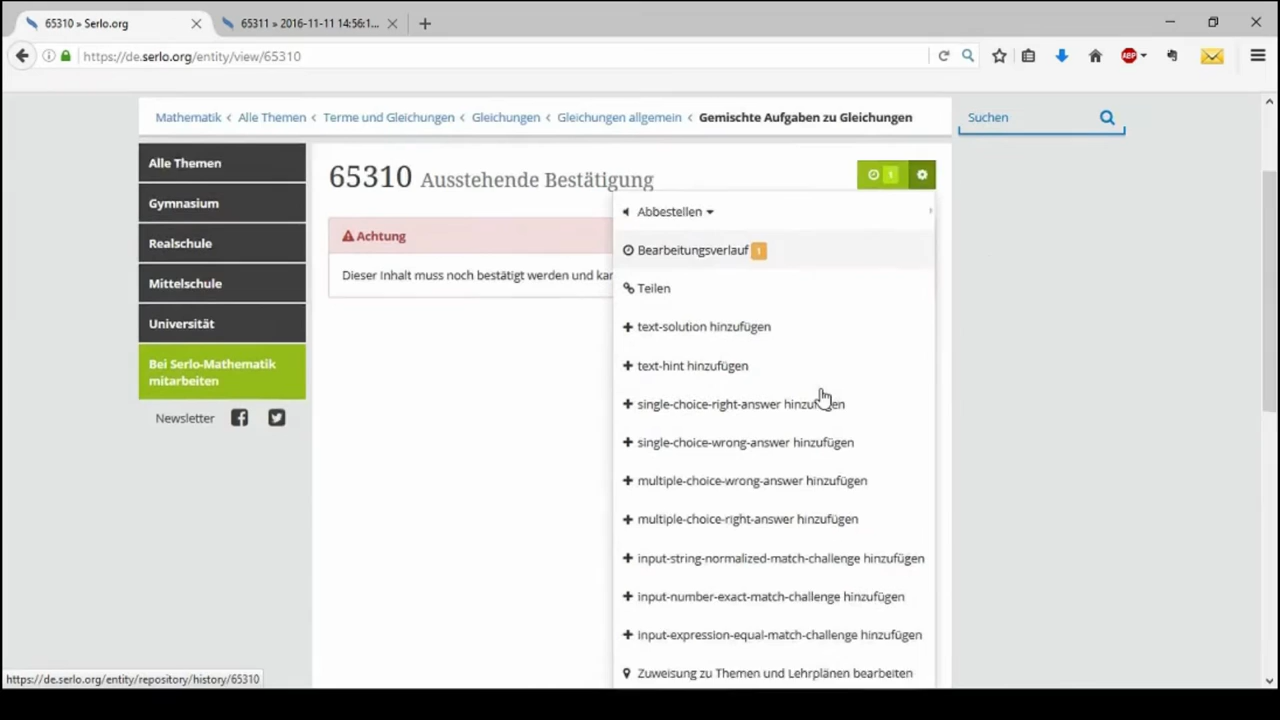 65310 » Serlo.org
65311 » 2016-11-11 14:56:1...
https://de.serlo.org/entity/view/65310
ABP
Mathematik ‹ Alle Themen ‹ Terme und Gleichungen ‹ Gleichungen ‹ Gleichungen allgemein ‹ Gemischte Aufgaben zu Gleichungen
Suchen
Alle Themen
Gymnasium
Realschule
Mittelschule
Universität
Bei Serlo-Mathematik
mitarbeiten
Newsletter
65310 Ausstehende Bestätigung
1
Achtung
Dieser Inhalt muss noch bestätigt werden und
Abbestellen
Bearbeitungsverlauf 1
Teilen
text-solution hinzufügen
text-hint hinzufügen
single-choice-right-answer hinzufügen
single-choice-wrong-answer hinzufügen
multiple-choice-wrong-answer hinzufügen
multiple-choice-right-answer hinzufügen
input-string-normalized-match-challenge hinzufügen
input-number-exact-match-challenge hinzufügen
input-expression-equal-match-challenge hinzufügen
Zuweisung zu Themen und Lehrplänen bearbeiten
https://de.serlo.org/entity/repository/history/65310